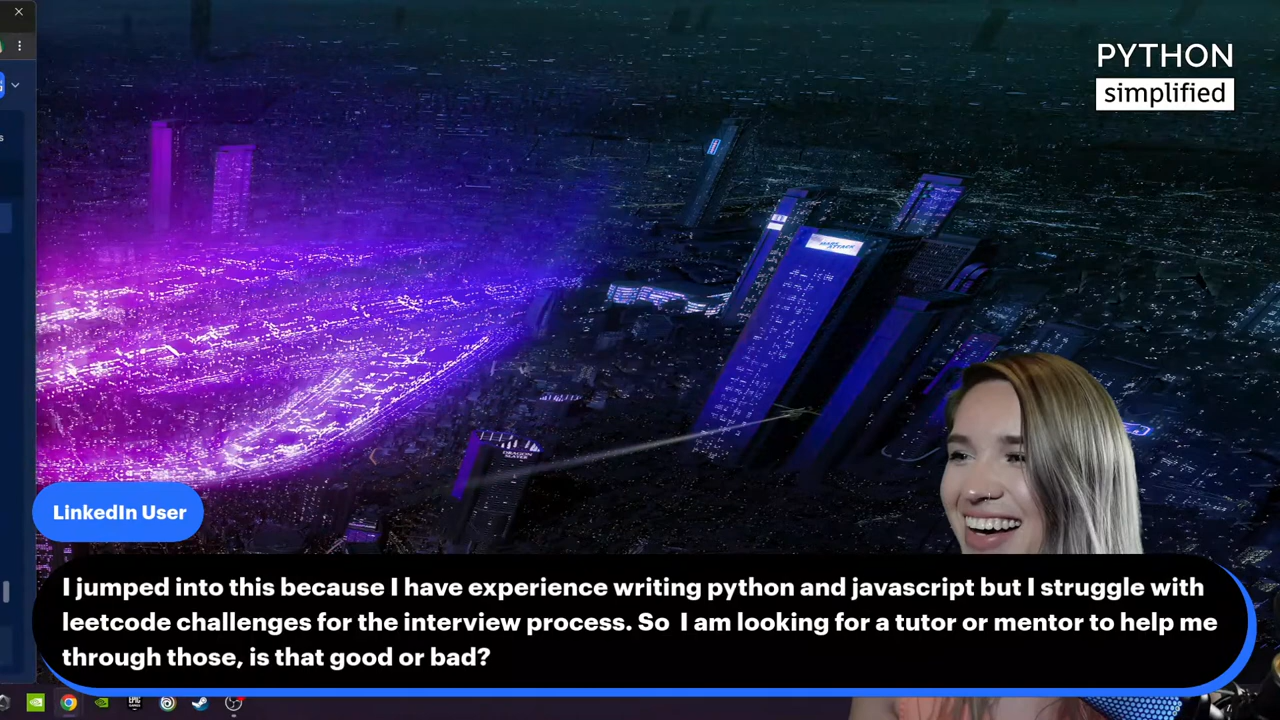 PYTHON
simplified
DRAGON
SLAYER
LinkedIn User
I jumped into this because I have experience writing python and javascript but I struggle with
leetcode challenges for the interview process. So I am looking for a tutor or mentor to help me
through those, is that good or bad?